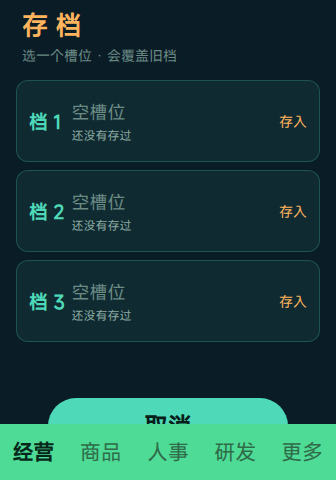 存 档
选一个槽位 · 会覆盖旧档
档 1
空槽位
还没有存过
存入
档 2
空槽位
还没有存过
存入
档 3
空槽位
还没有存过
存入
取消
经营 商品 人事 研发 更多